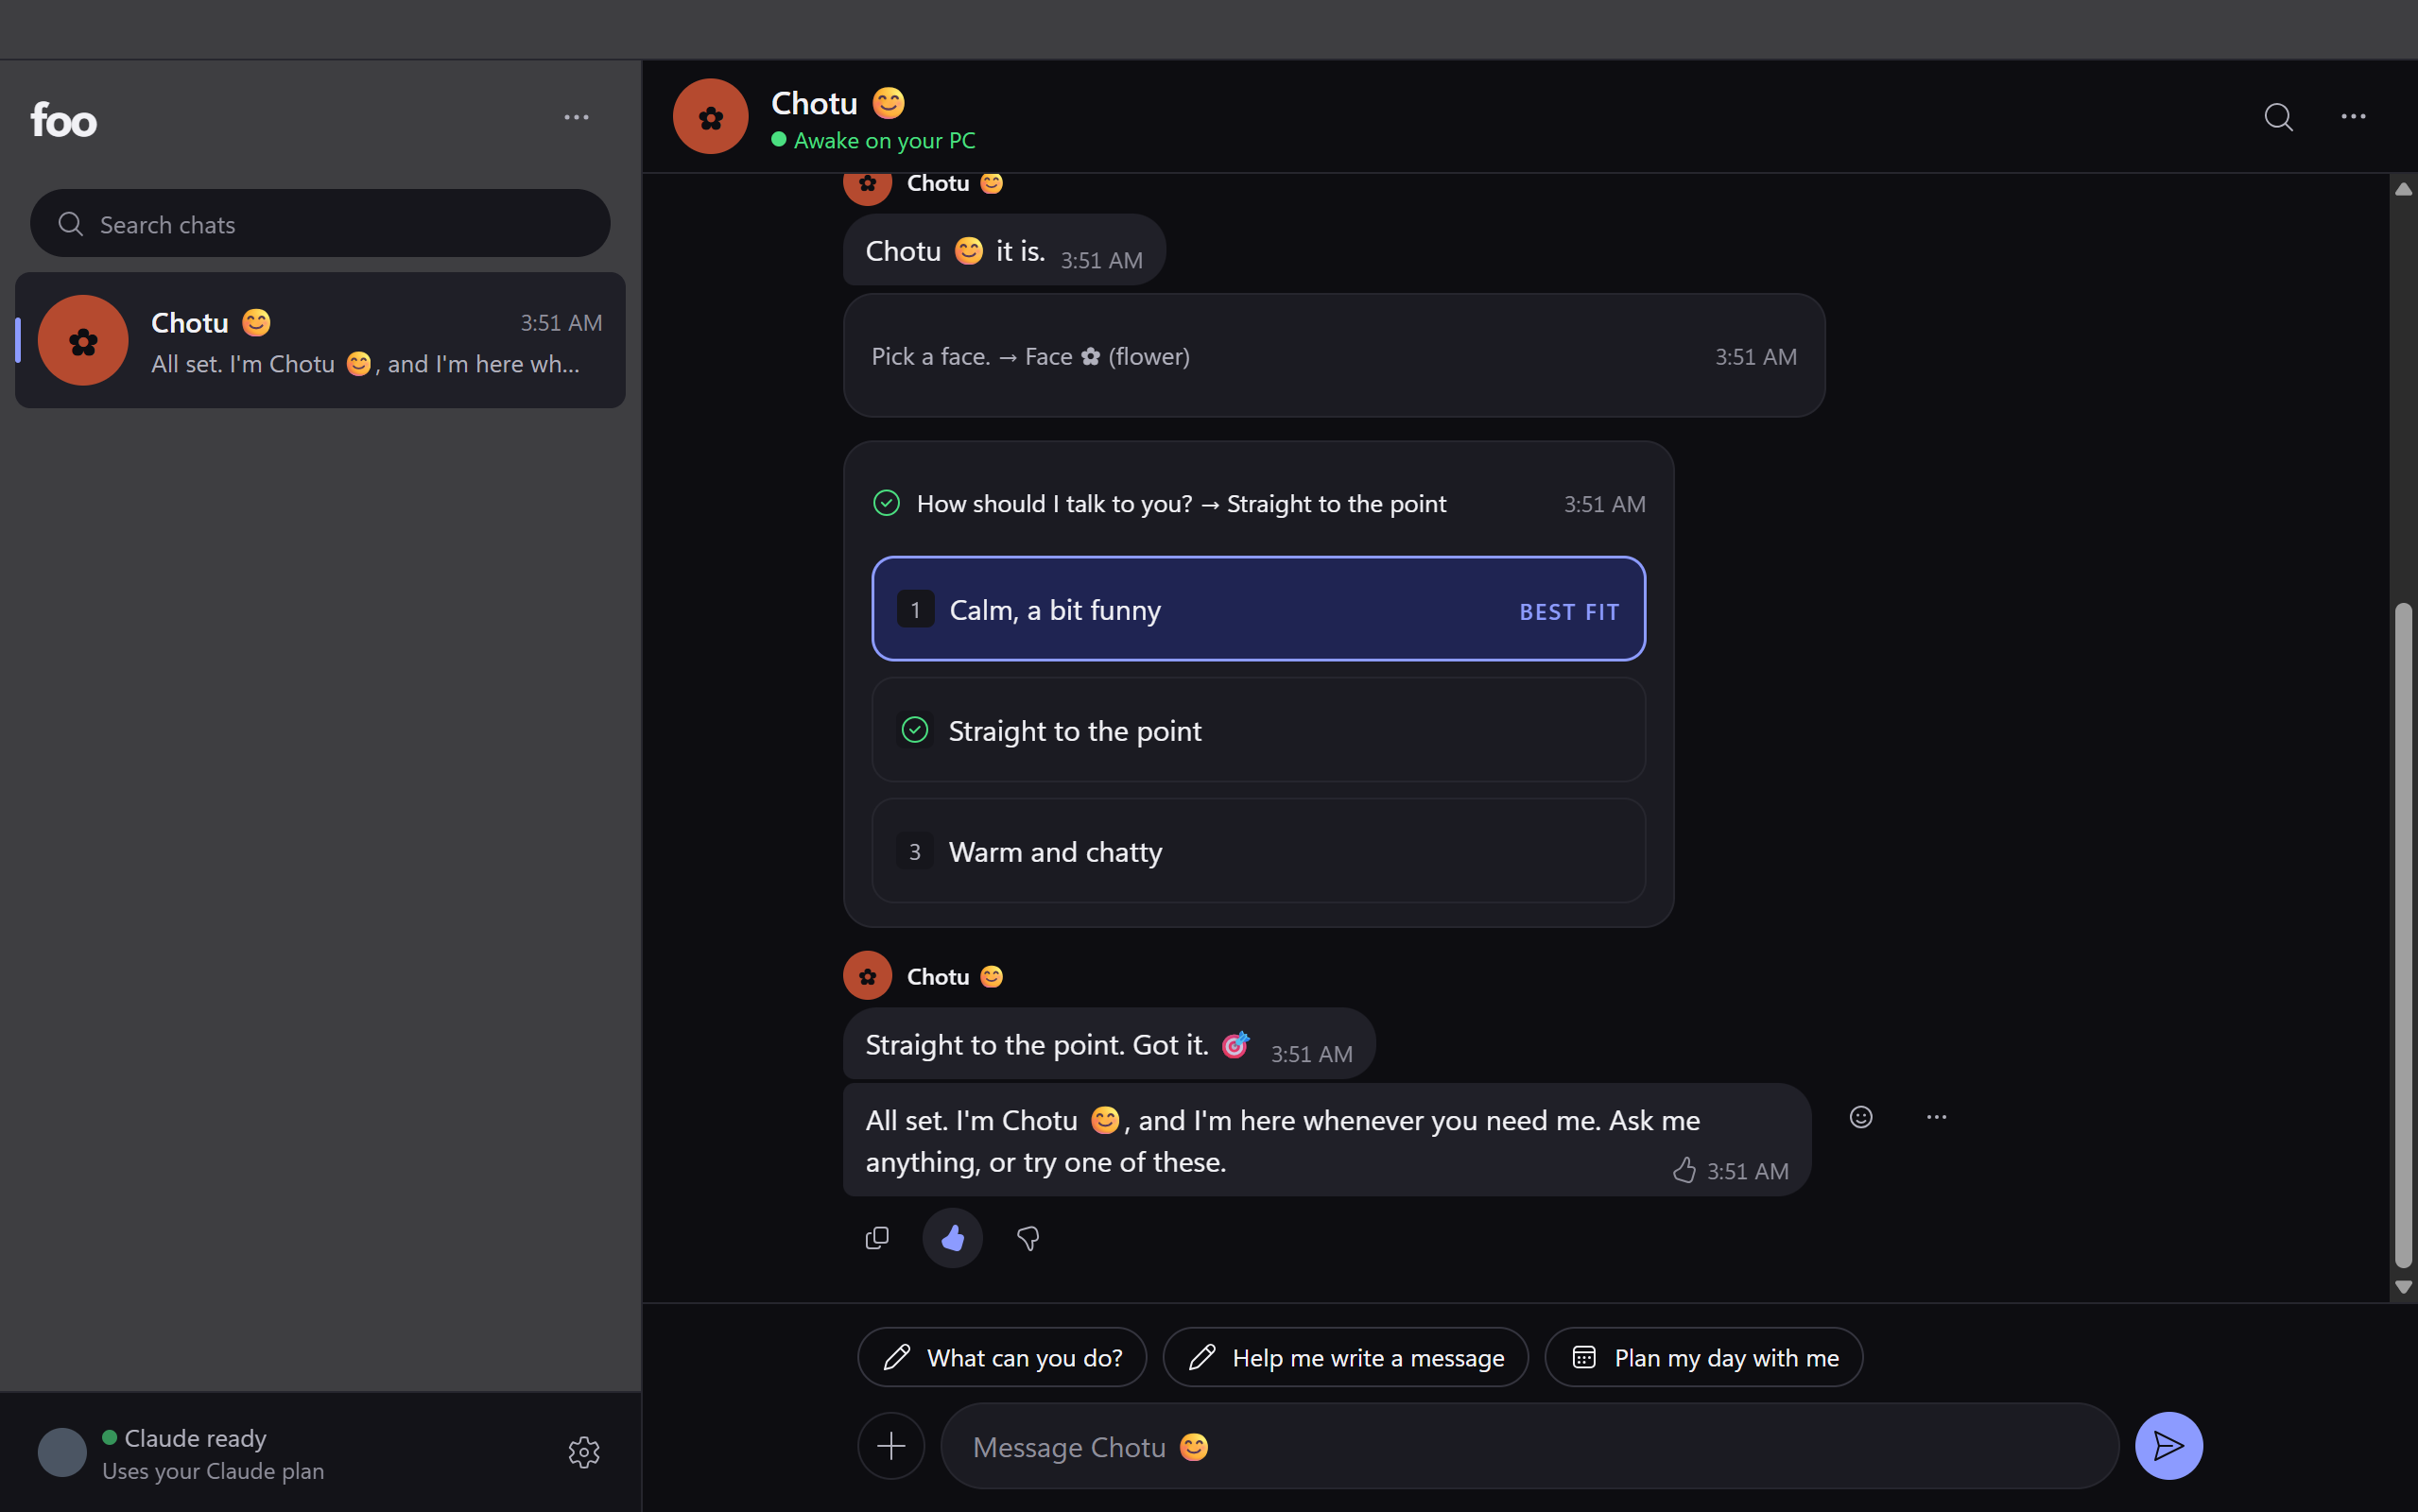 foo
Search chats
Chotu 😊 3:51 AM
All set. I'm Chotu 😊, and I'm here wh...
Claude ready
Uses your Claude plan
Chotu 😊
Awake on your PC
Chotu 😊
Chotu 😊 it is. 3:51 AM
Pick a face. → Face ✿ (flower) 3:51 AM
How should I talk to you? → Straight to the point 3:51 AM
1 Calm, a bit funny BEST FIT
Straight to the point
3 Warm and chatty
Chotu 😊
Straight to the point. Got it. 🎯 3:51 AM
All set. I'm Chotu 😊, and I'm here whenever you need me. Ask me
anything, or try one of these. 3:51 AM
What can you do? Help me write a message Plan my day with me
Message Chotu 😊